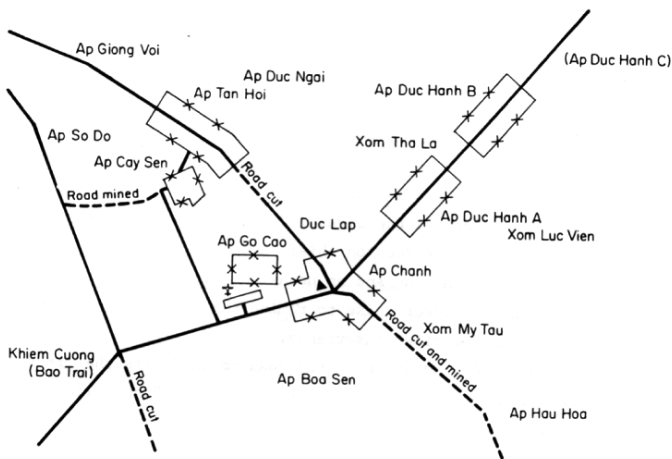 Ap Giong Voi
(Ap Duc Hanh C)
Ap Duc Ngai
Ap Tan Hoi
Ap Duc Hanh B
Ap So Do
Xom Tha La
Ap Cay Sen
Road cut
Road mined
Duc Lap
Ap Duc Hanh A
Xom Luc Vien
Ap Go Cao
Ap Chanh
Xom My Tau
Road cut and mined
Khiem Cuong
(Bao Trai)
Road cut
Ap Boa Sen
Ap Hau Hoa